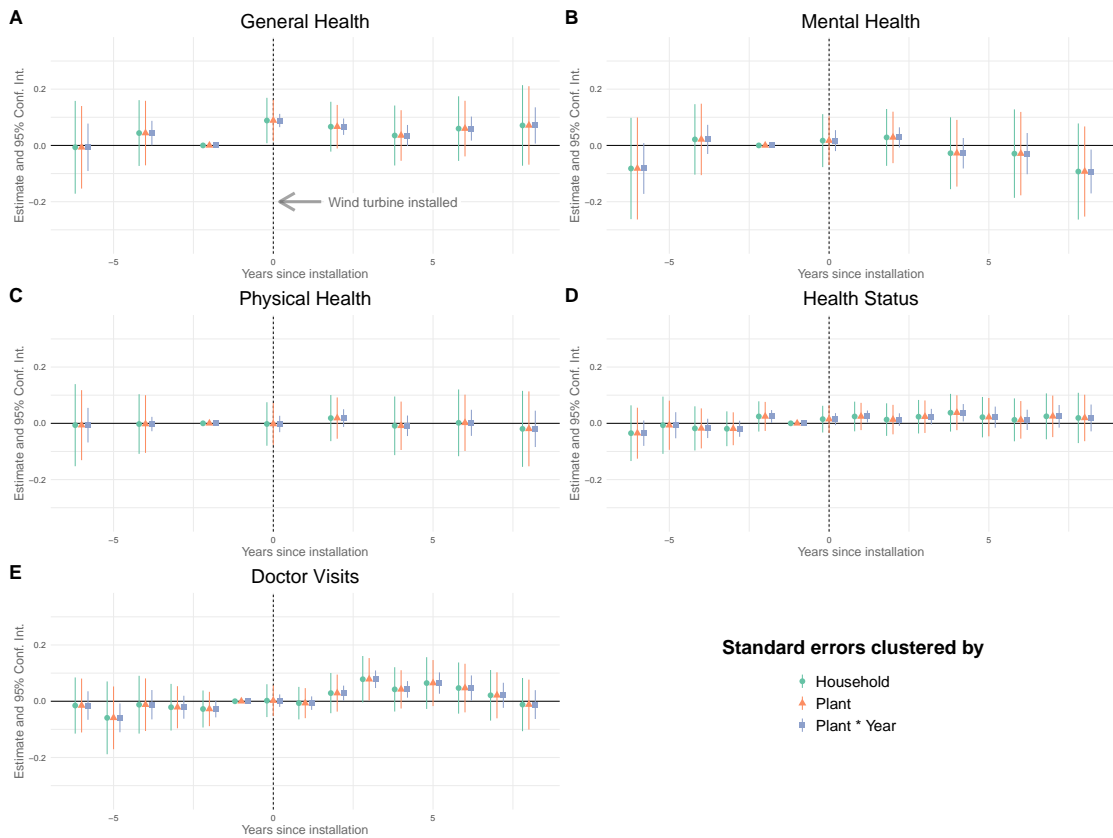 A
General Health
Estimate and 95% Conf. Int.
0.2
0.0
−0.2
Wind turbine installed
−5
0
5
Years since installation
B
Mental Health
Estimate and 95% Conf. Int.
0.2
0.0
−0.2
−5
0
5
Years since installation
C
Physical Health
Estimate and 95% Conf. Int.
0.2
0.0
−0.2
−5
0
5
Years since installation
D
Health Status
Estimate and 95% Conf. Int.
0.2
0.0
−0.2
−5
0
5
Years since installation
E
Doctor Visits
Estimate and 95% Conf. Int.
0.2
0.0
−0.2
−5
0
5
Years since installation
Standard errors clustered by
Household
Plant
Plant * Year